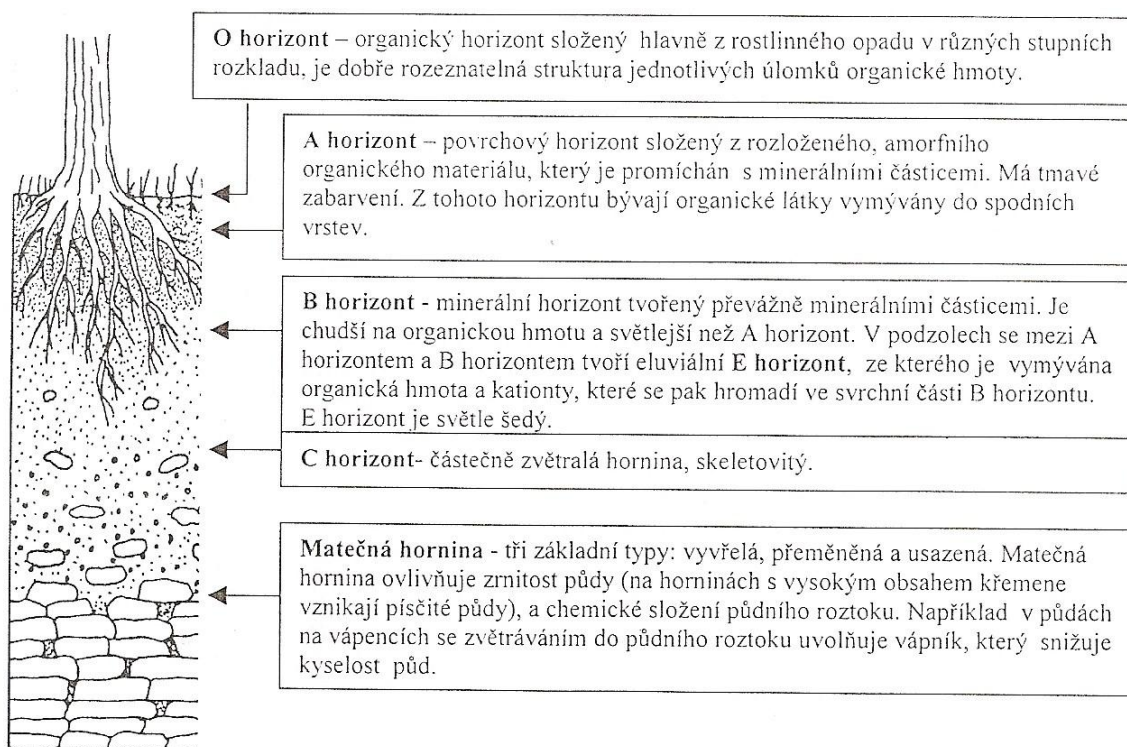 O horizont – organický horizont složený hlavně z rostlinného opadu v různých stupních
rozkladu, je dobře rozeznatelná struktura jednotlivých úlomků organické hmoty.
A horizont – povrchový horizont složený z rozloženého, amorfního
organického materiálu, který je promíchán s minerálními částicemi. Má tmavé
zabarvení. Z tohoto horizontu bývají organické látky vymývány do spodních
vrstev.
B horizont - minerální horizont tvořený převážně minerálními částicemi. Je
chudší na organickou hmotu a světlejší než A horizont. V podzolech se mezi A
horizontem a B horizontem tvoří eluviální E horizont, ze kterého je vymývána
organická hmota a kationty, které se pak hromadí ve svrchní části B horizontu.
E horizont je světle šedý.
C horizont- částečně zvětralá hornina, skeletovitý.
Matečná hornina - tři základní typy: vyvřelá, přeměněná a usazená. Matečná
hornina ovlivňuje zrnitost půdy (na horninách s vysokým obsahem křemene
vznikají písčité půdy), a chemické složení půdního roztoku. Například v půdách
na vápencích se zvětráváním do půdního roztoku uvolňuje vápník, který snižuje
kyselost půd.